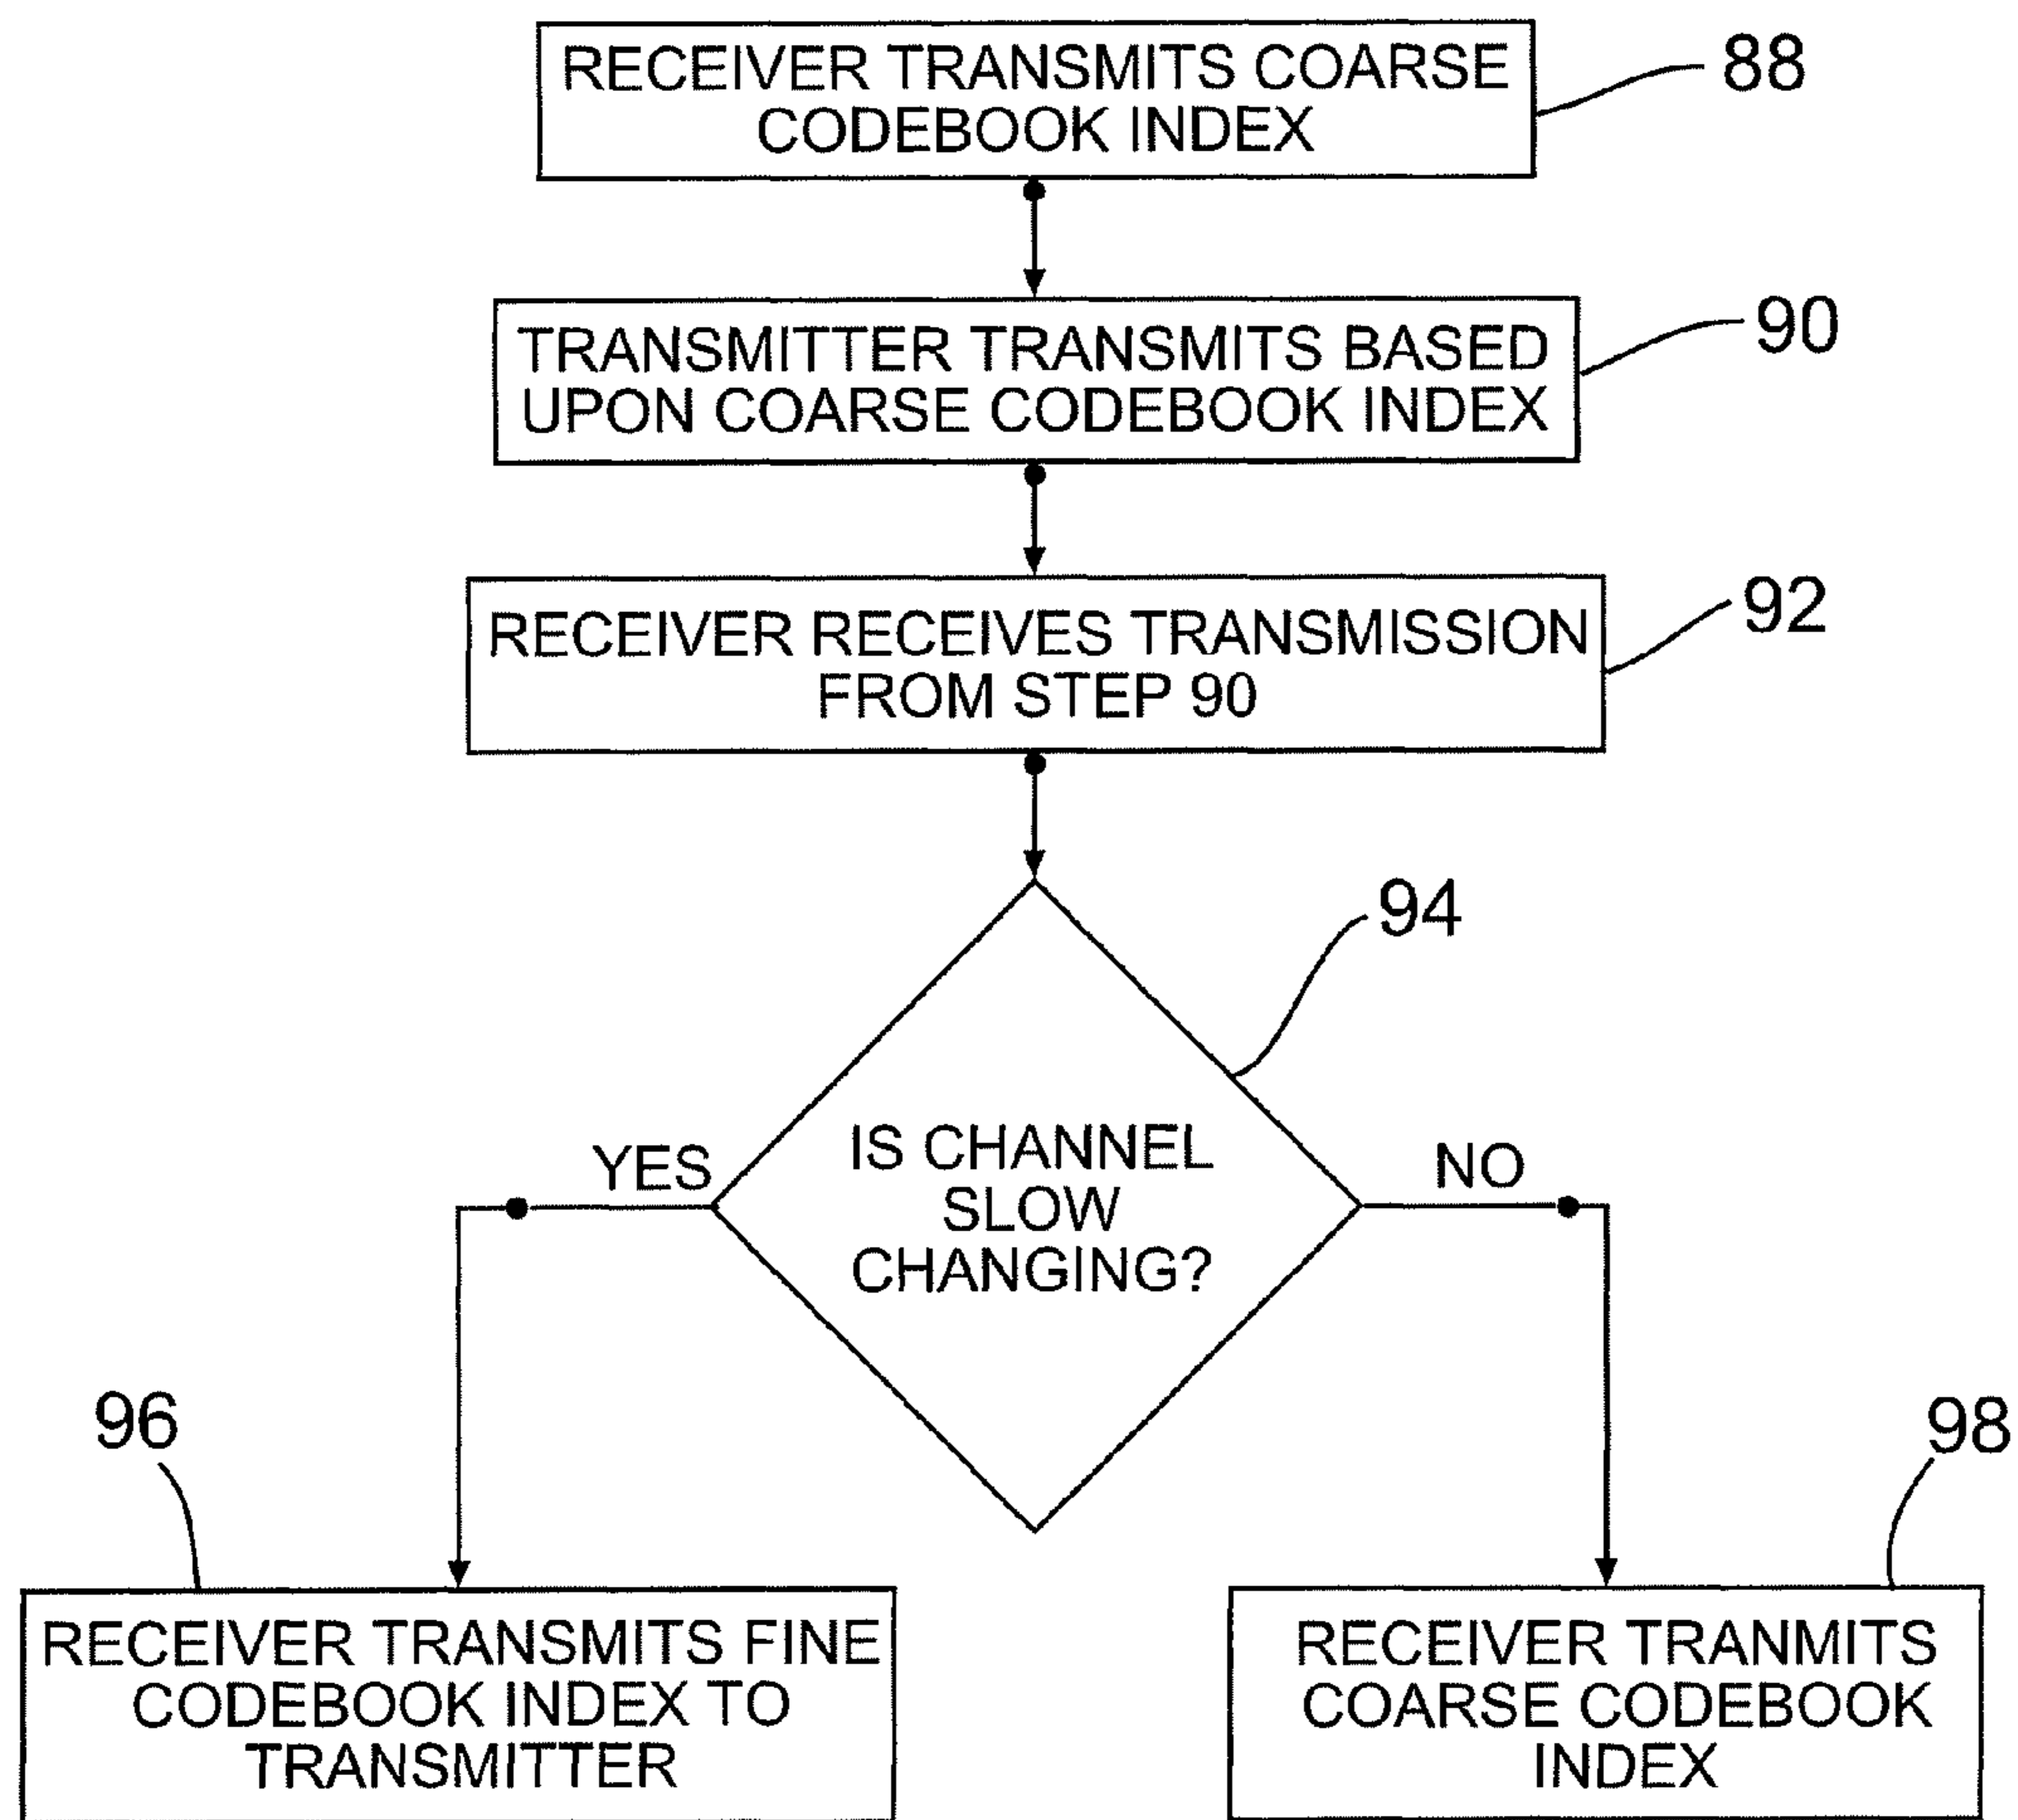 RECEIVER TRANSMITS COARSE
CODEBOOK INDEX
88
TRANSMITTER TRANSMITS BASED
UPON COARSE CODEBOOK INDEX
90
RECEIVER RECEIVES TRANSMISSION
FROM STEP 90
92
94
IS CHANNEL
SLOW
CHANGING?
YES
NO
96
98
RECEIVER TRANSMITS FINE
CODEBOOK INDEX TO
TRANSMITTER
RECEIVER TRANMITS
COARSE CODEBOOK
INDEX